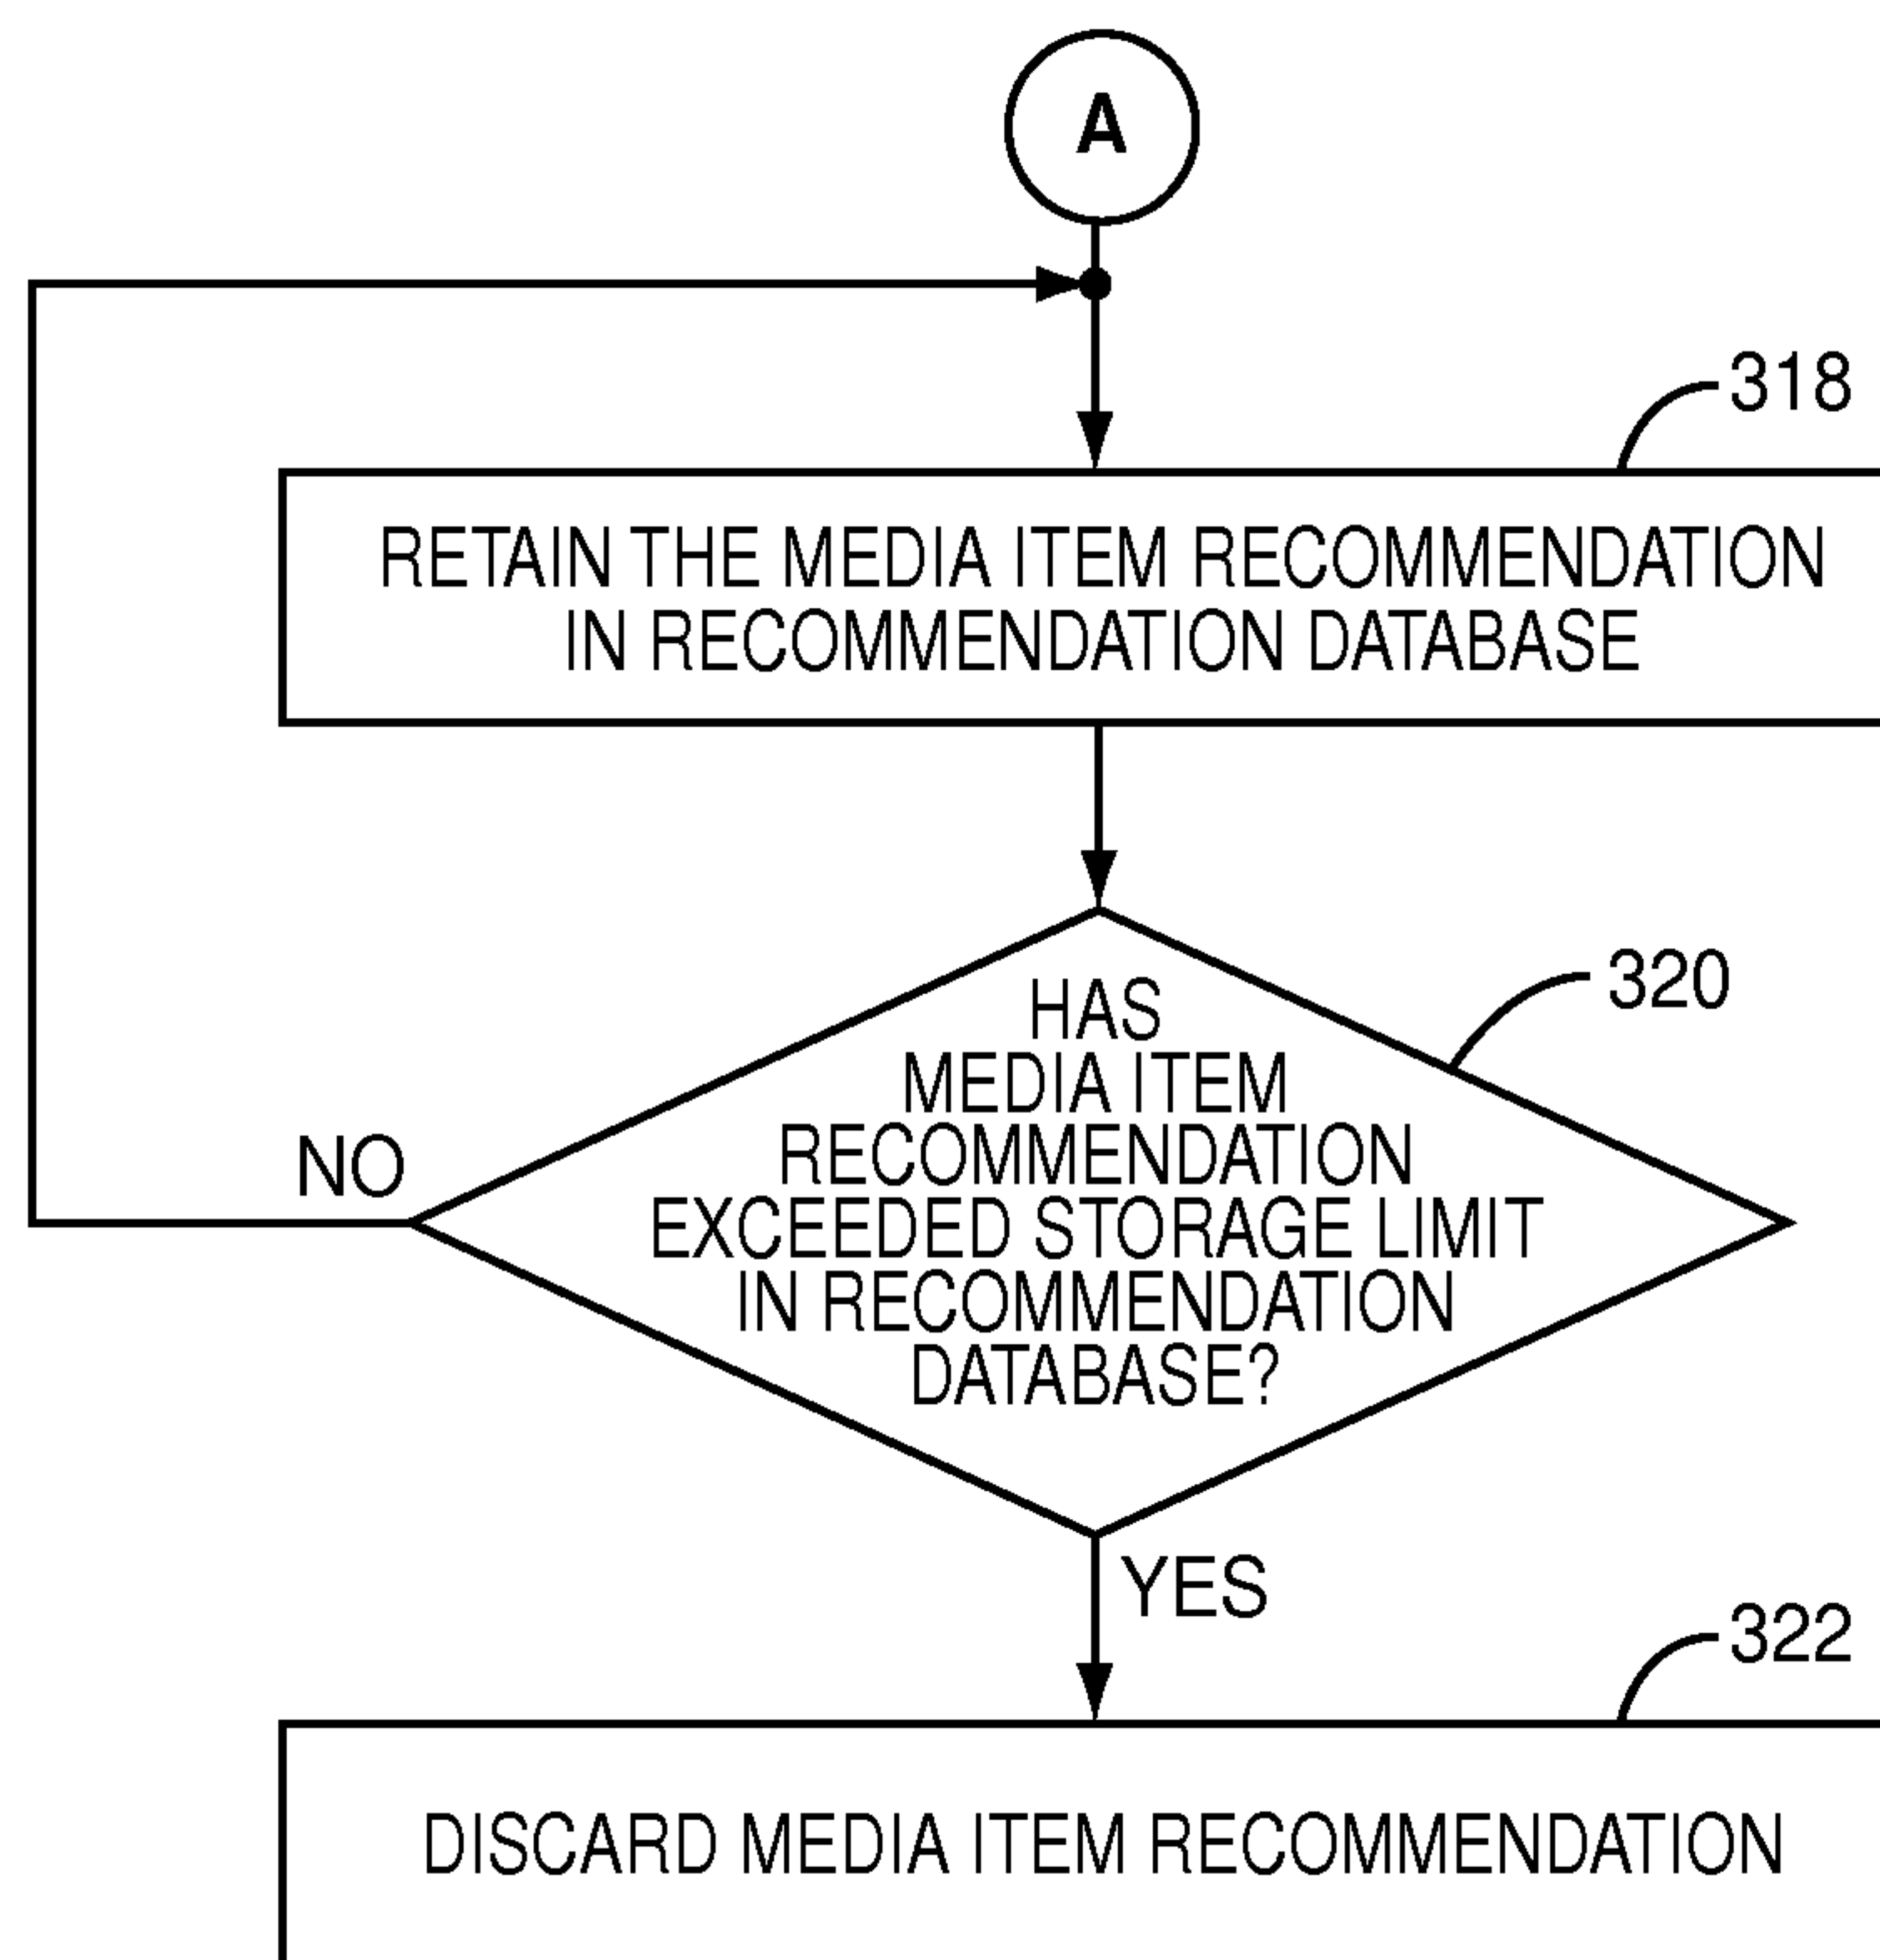 A
318
RETAIN THE MEDIA ITEM RECOMMENDATION
IN RECOMMENDATION DATABASE
320
HAS
MEDIA ITEM
RECOMMENDATION
EXCEEDED STORAGE LIMIT
IN RECOMMENDATION
DATABASE?
NO
YES
322
DISCARD MEDIA ITEM RECOMMENDATION